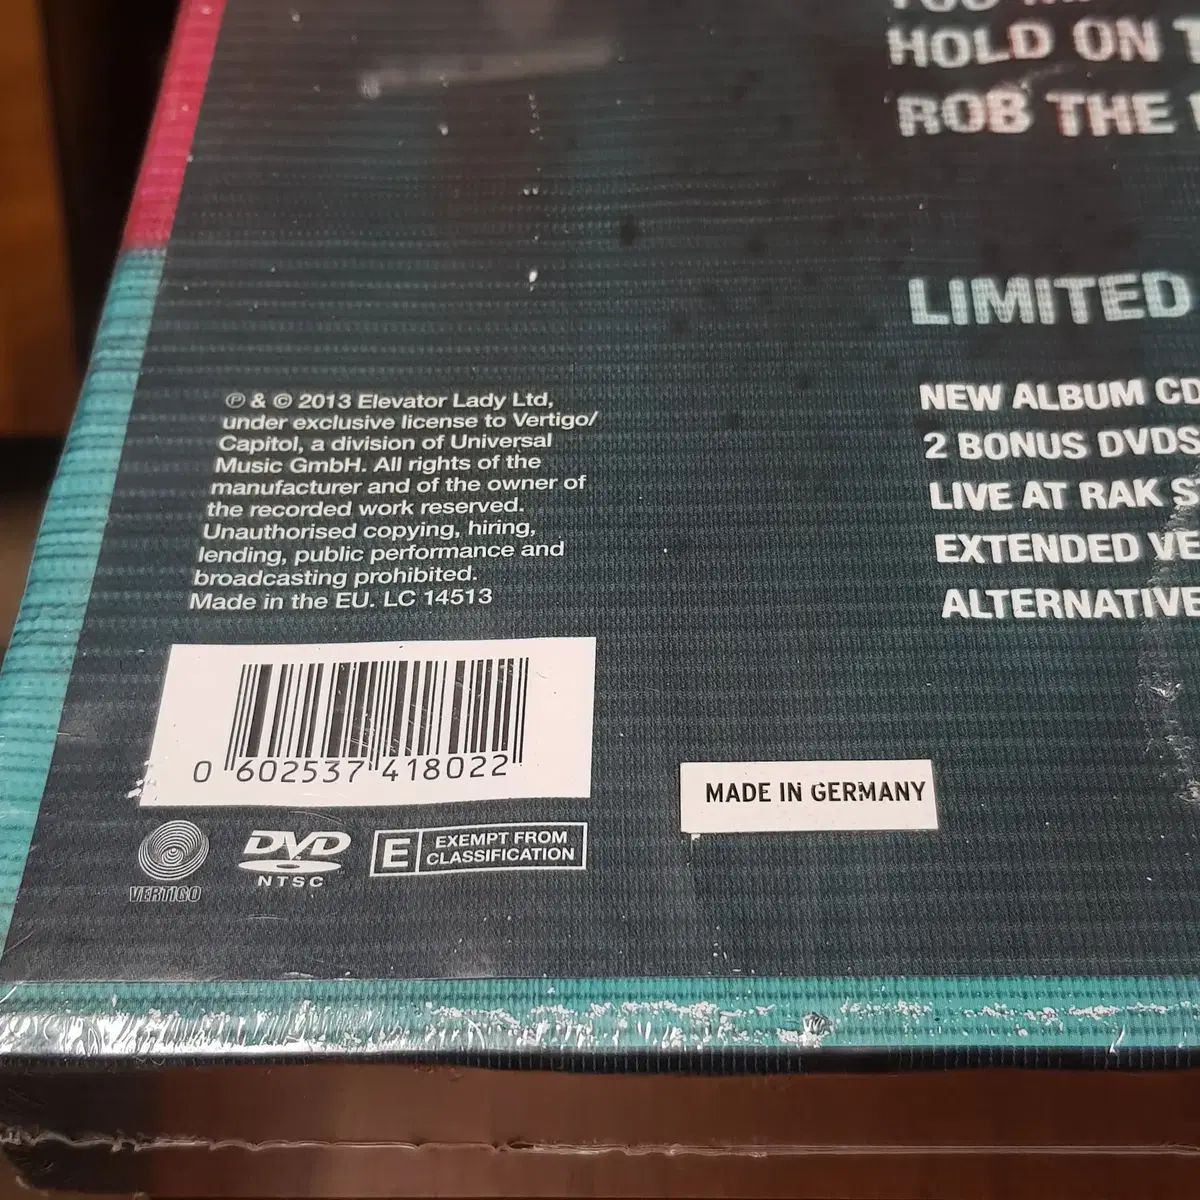 HOLD ON
ROB THE
LIMITED
NEW ALBUM CD
2 BONUS DVDS
LIVE AT RAK
EXTENDED
ALTERNATIVE
℗ & © 2013 Elevator Lady Ltd,
under exclusive license to Vertigo/
Capitol, a division of Universal
Music GmbH. All rights of the
manufacturer and of the owner of
the recorded work reserved.
Unauthorised copying, hiring,
lending, public performance and
broadcasting prohibited.
Made in the EU. LC 14513
0 602537 418022
MADE IN GERMANY
VERTIGO
DVD
NTSC
E
EXEMPT FROM
CLASSIFICATION